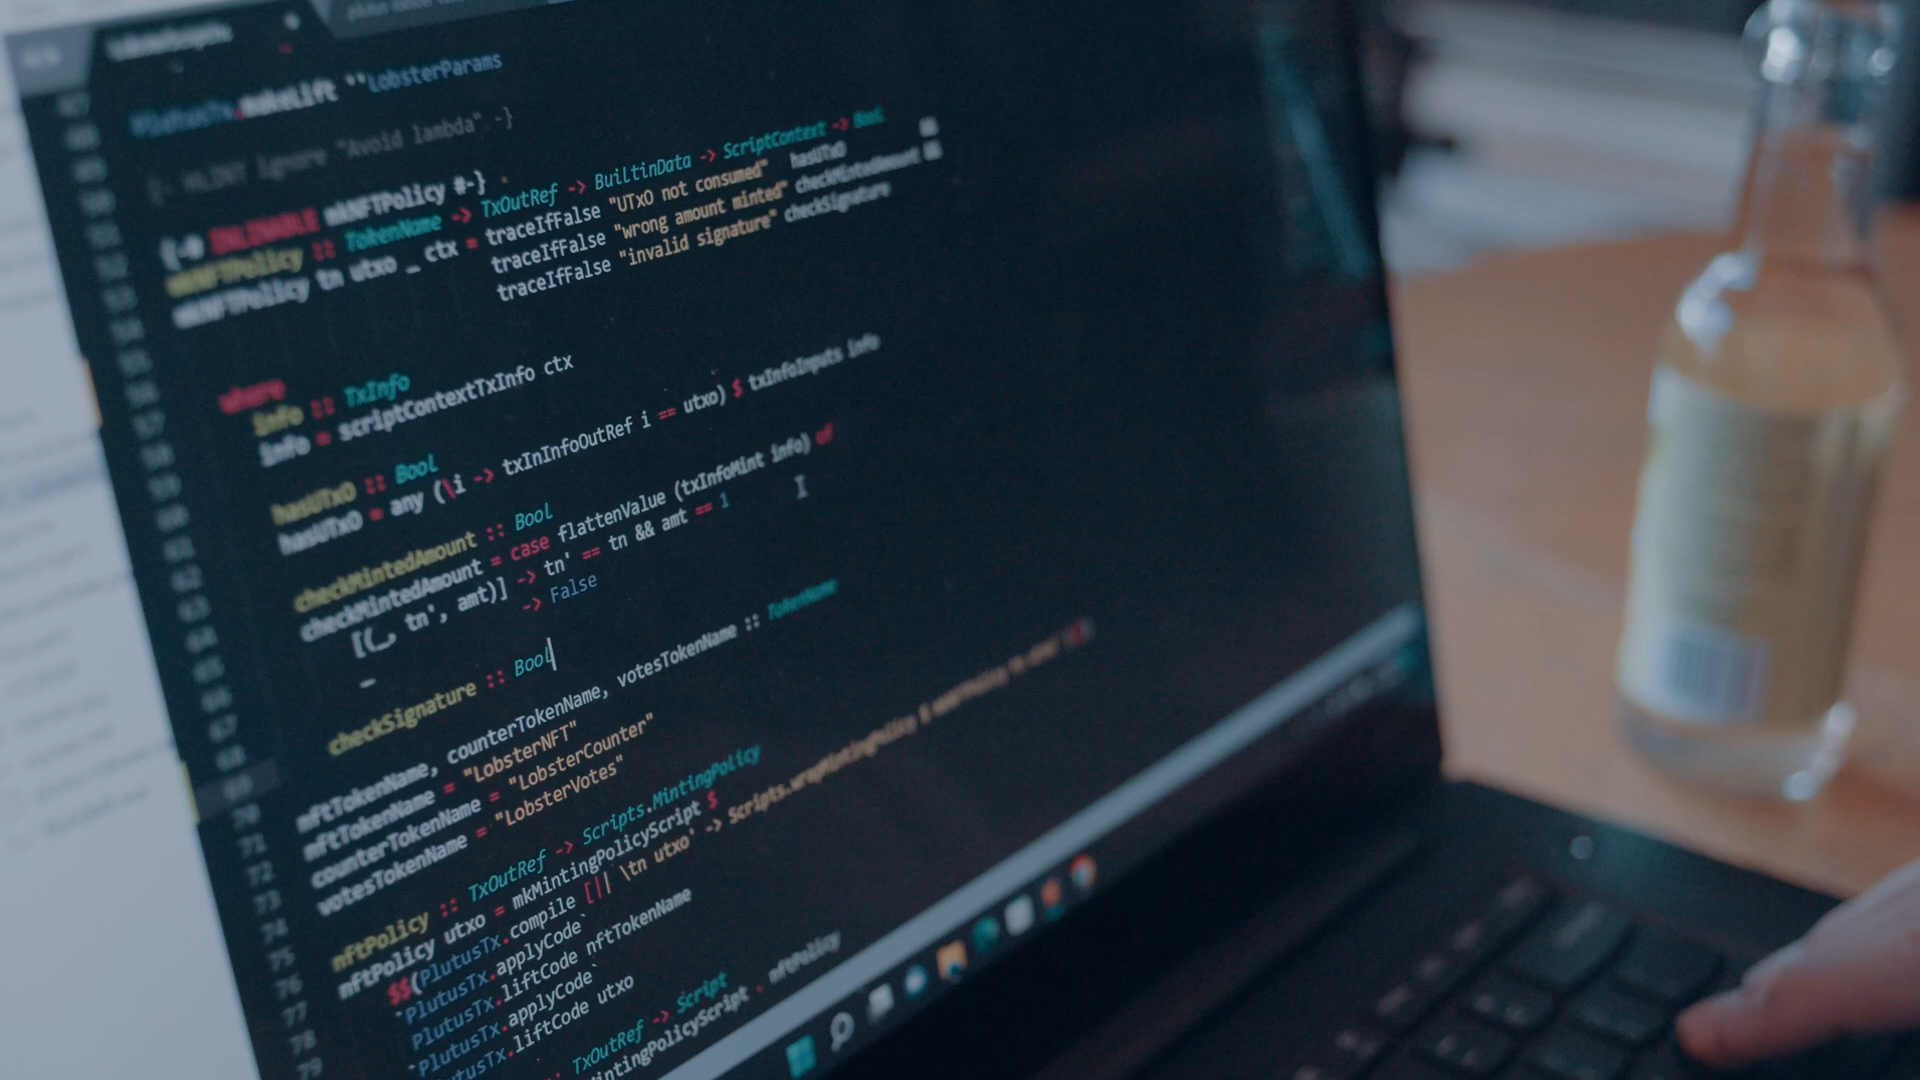 PlutusTx.makeLift ''lobsterParams
{- HLINT ignore "Avoid lambda" -}
{-# INLINABLE mkNFTPolicy #-}
mkNFTPolicy :: TokenName -> TxOutRef -> BuiltinData -> ScriptContext -> Bool
mkNFTPolicy tn utxo _ ctx = traceIfFalse "UTxO not consumed" hasUTxO &&
traceIfFalse "wrong amount minted" checkMintedAmount &&
traceIfFalse "invalid signature" checkSignature
where
info :: TxInfo
info = scriptContextTxInfo ctx
hasUTxO :: Bool
hasUTxO = any (\i -> txInInfoOutRef i == utxo) $ txInfoInputs info
checkMintedAmount :: Bool
checkMintedAmount = case flattenValue (txInfoMint info) of
[(_, tn', amt)] -> tn' == tn && amt == 1
_ -> False
checkSignature :: Bool
nftTokenName, counterTokenName, votesTokenName :: TokenName
nftTokenName = "LobsterNFT"
counterTokenName = "LobsterCounter"
votesTokenName = "LobsterVotes"
nftPolicy :: TxOutRef -> Scripts.MintingPolicy
nftPolicy utxo = mkMintingPolicyScript $
$$(PlutusTx.compile [|| \tn utxo' -> Scripts.wrapMintingPolicy $ mkNFTPolicy tn utxo' ||])
`PlutusTx.applyCode`
PlutusTx.liftCode nftTokenName
`PlutusTx.applyCode`
PlutusTx.liftCode utxo
:: TxOutRef -> Script
MintingPolicyScript . nftPolicy